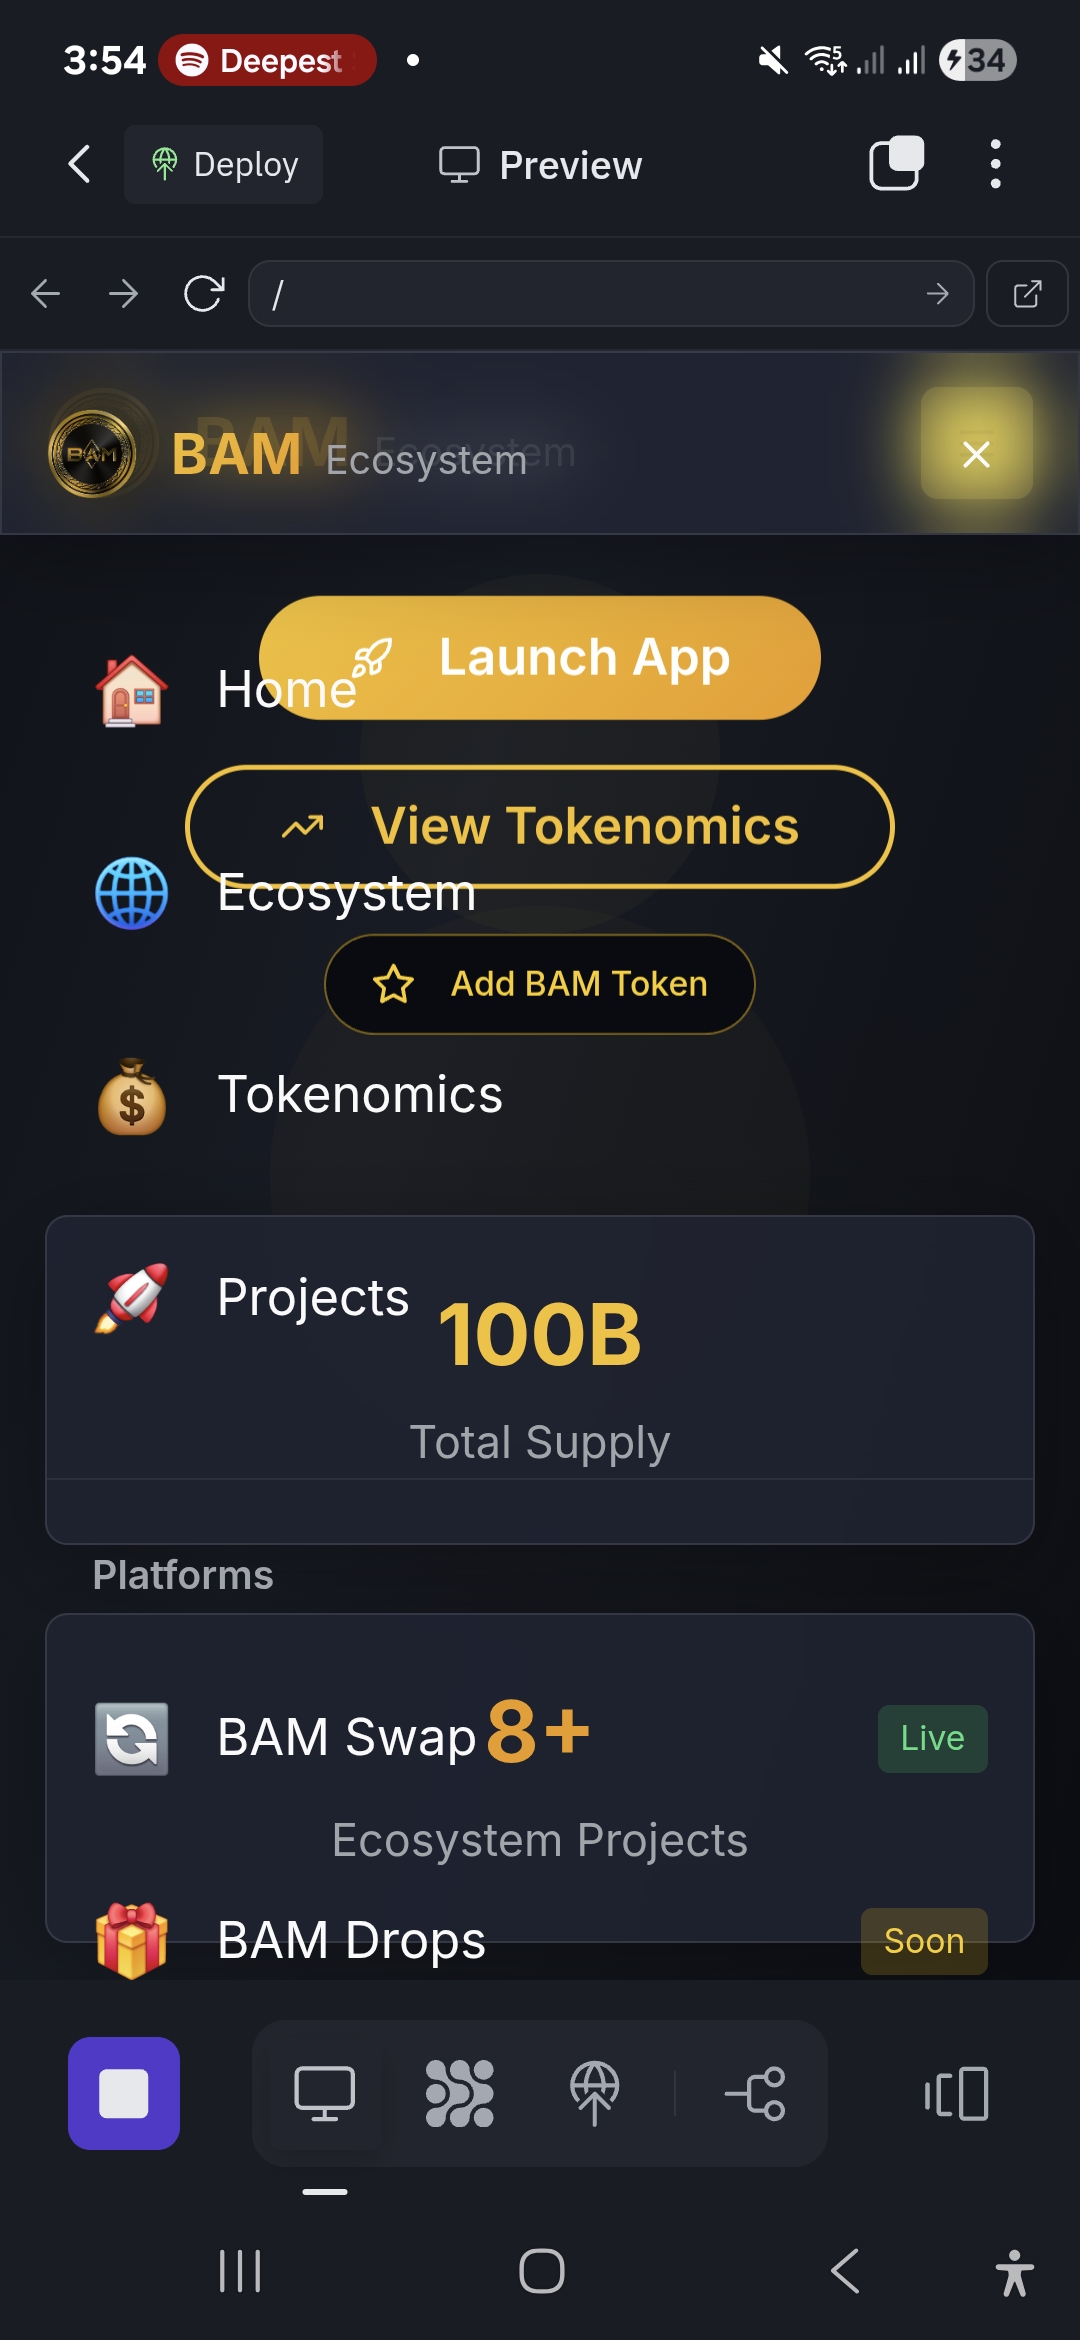 3:54 Deepest 34
Deploy Preview
/
BAM Ecosystem
BAM Ecosystem
Launch App
Home
View Tokenomics
Ecosystem
Add BAM Token
Tokenomics
Projects
100B
Total Supply
Platforms
BAM Swap 8+ Live
Ecosystem Projects
BAM Drops Soon